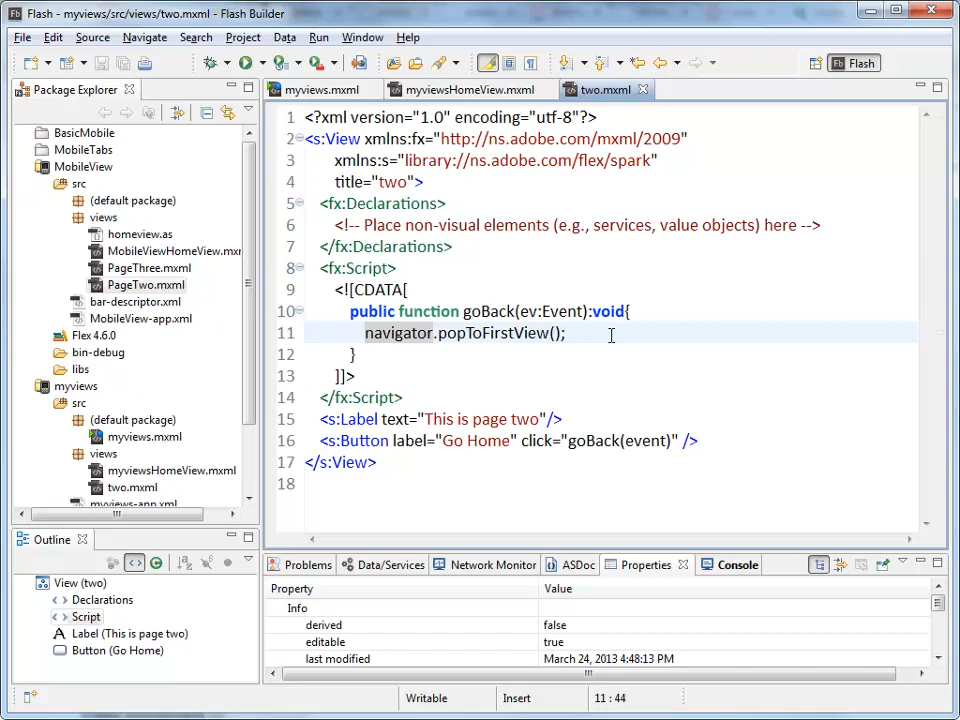 Fb Flash - myviews/src/views/two.mxml - Flash Builder
File Edit Source Navigate Search Project Data Run Window Help
Fb Flash
Package Explorer
BasicMobile
MobileTabs
MobileView
src
(default package)
views
homeview.as
MobileViewHomeView.mxr
PageThree.mxml
PageTwo.mxml
bar-descriptor.xml
MobileView-app.xml
Flex 4.6.0
bin-debug
libs
myviews
src
(default package)
myviews.mxml
views
myviewsHomeView.mxml
two.mxml
myviews-app.xml
myviews.mxml myviewsHomeView.mxml two.mxml
1 <?xml version="1.0" encoding="utf-8"?>
2 <s:View xmlns:fx="http://ns.adobe.com/mxml/2009"
3 xmlns:s="library://ns.adobe.com/flex/spark"
4 title="two">
5 <fx:Declarations>
6 <!-- Place non-visual elements (e.g., services, value objects) here -->
7 </fx:Declarations>
8 <fx:Script>
9 <![CDATA[
10 public function goBack(ev:Event):void{
11 navigator.popToFirstView();
12 }
13 ]]>
14 </fx:Script>
15 <s:Label text="This is page two"/>
16 <s:Button label="Go Home" click="goBack(event)" />
17 </s:View>
18
Outline
View (two)
Declarations
Script
A Label (This is page two)
Button (Go Home)
Problems Data/Services Network Monitor ASDoc Properties Console
Property Value
Info
derived false
editable true
last modified March 24, 2013 4:48:13 PM
Writable Insert 11 : 44